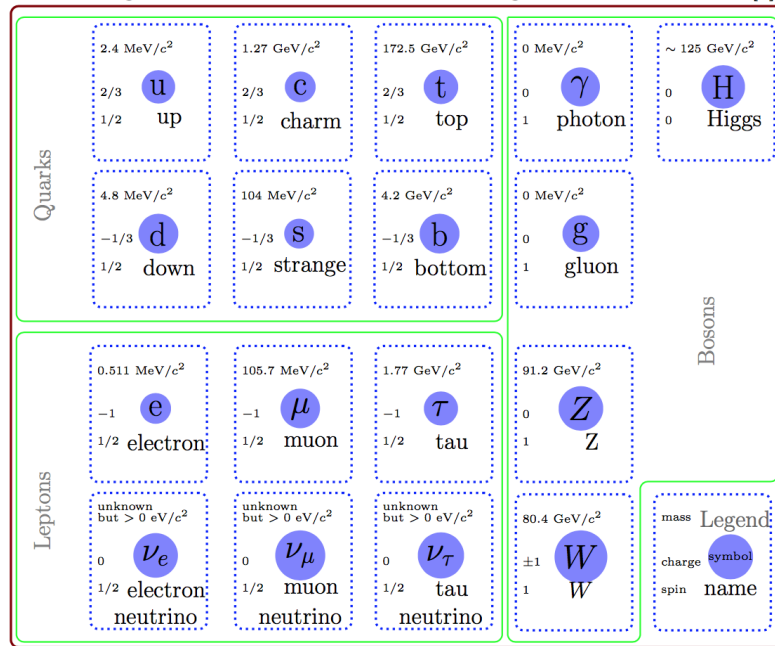 Quarks
2.4 MeV/c²
2/3
u
1/2
up
1.27 GeV/c²
2/3
c
1/2
charm
172.5 GeV/c²
2/3
t
1/2
top
4.8 MeV/c²
−1/3
d
1/2
down
104 MeV/c²
−1/3
s
1/2
strange
4.2 GeV/c²
−1/3
b
1/2
bottom
Leptons
0.511 MeV/c²
−1
e
1/2
electron
105.7 MeV/c²
−1
μ
1/2
muon
1.77 GeV/c²
−1
τ
1/2
tau
unknown
but > 0 eV/c²
0
νₑ
1/2
electron
neutrino
unknown
but > 0 eV/c²
0
ν_μ
1/2
muon
neutrino
unknown
but > 0 eV/c²
0
ν_τ
1/2
tau
neutrino
Bosons
0 MeV/c²
0
γ
1
photon
~ 125 GeV/c²
0
H
0
Higgs
0 MeV/c²
0
g
1
gluon
91.2 GeV/c²
0
Z
1
Z
80.4 GeV/c²
±1
W
1
W
Legend
mass
charge
symbol
spin
name